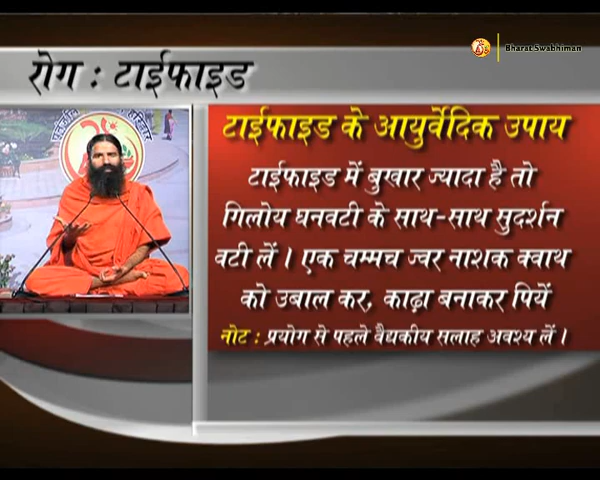 Bharat Swabhiman
रोग : टाईफाइड
टाईफाइड के आयुर्वेदिक उपाय
टाईफाइड में बुखार ज्यादा है तो
गिलोय घनवटी के साथ-साथ सुदर्शन
वटी लें । एक चम्मच ज्वर नाशक क्वाथ
को उबाल कर, काढ़ा बनाकर पियें
नोट : प्रयोग से पहले वैद्यकीय सलाह अवश्य लें ।